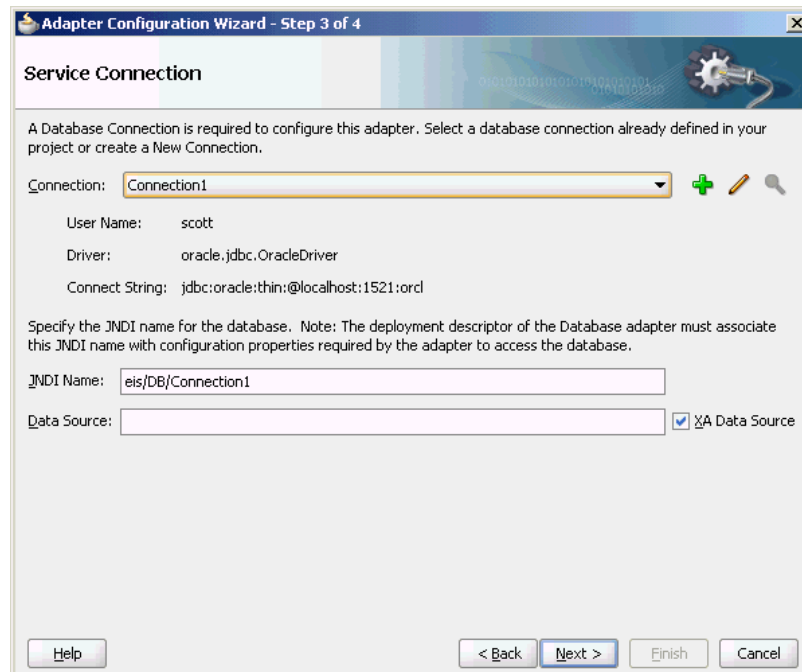 Adapter Configuration Wizard - Step 3 of 4
Service Connection
A Database Connection is required to configure this adapter. Select a database connection already defined in your
project or create a New Connection.
Connection: Connection1
User Name: scott
Driver: oracle.jdbc.OracleDriver
Connect String: jdbc:oracle:thin:@localhost:1521:orcl
Specify the JNDI name for the database. Note: The deployment descriptor of the Database adapter must associate
this JNDI name with configuration properties required by the adapter to access the database.
JNDI Name: eis/DB/Connection1
Data Source: XA Data Source
Help < Back Next > Finish Cancel